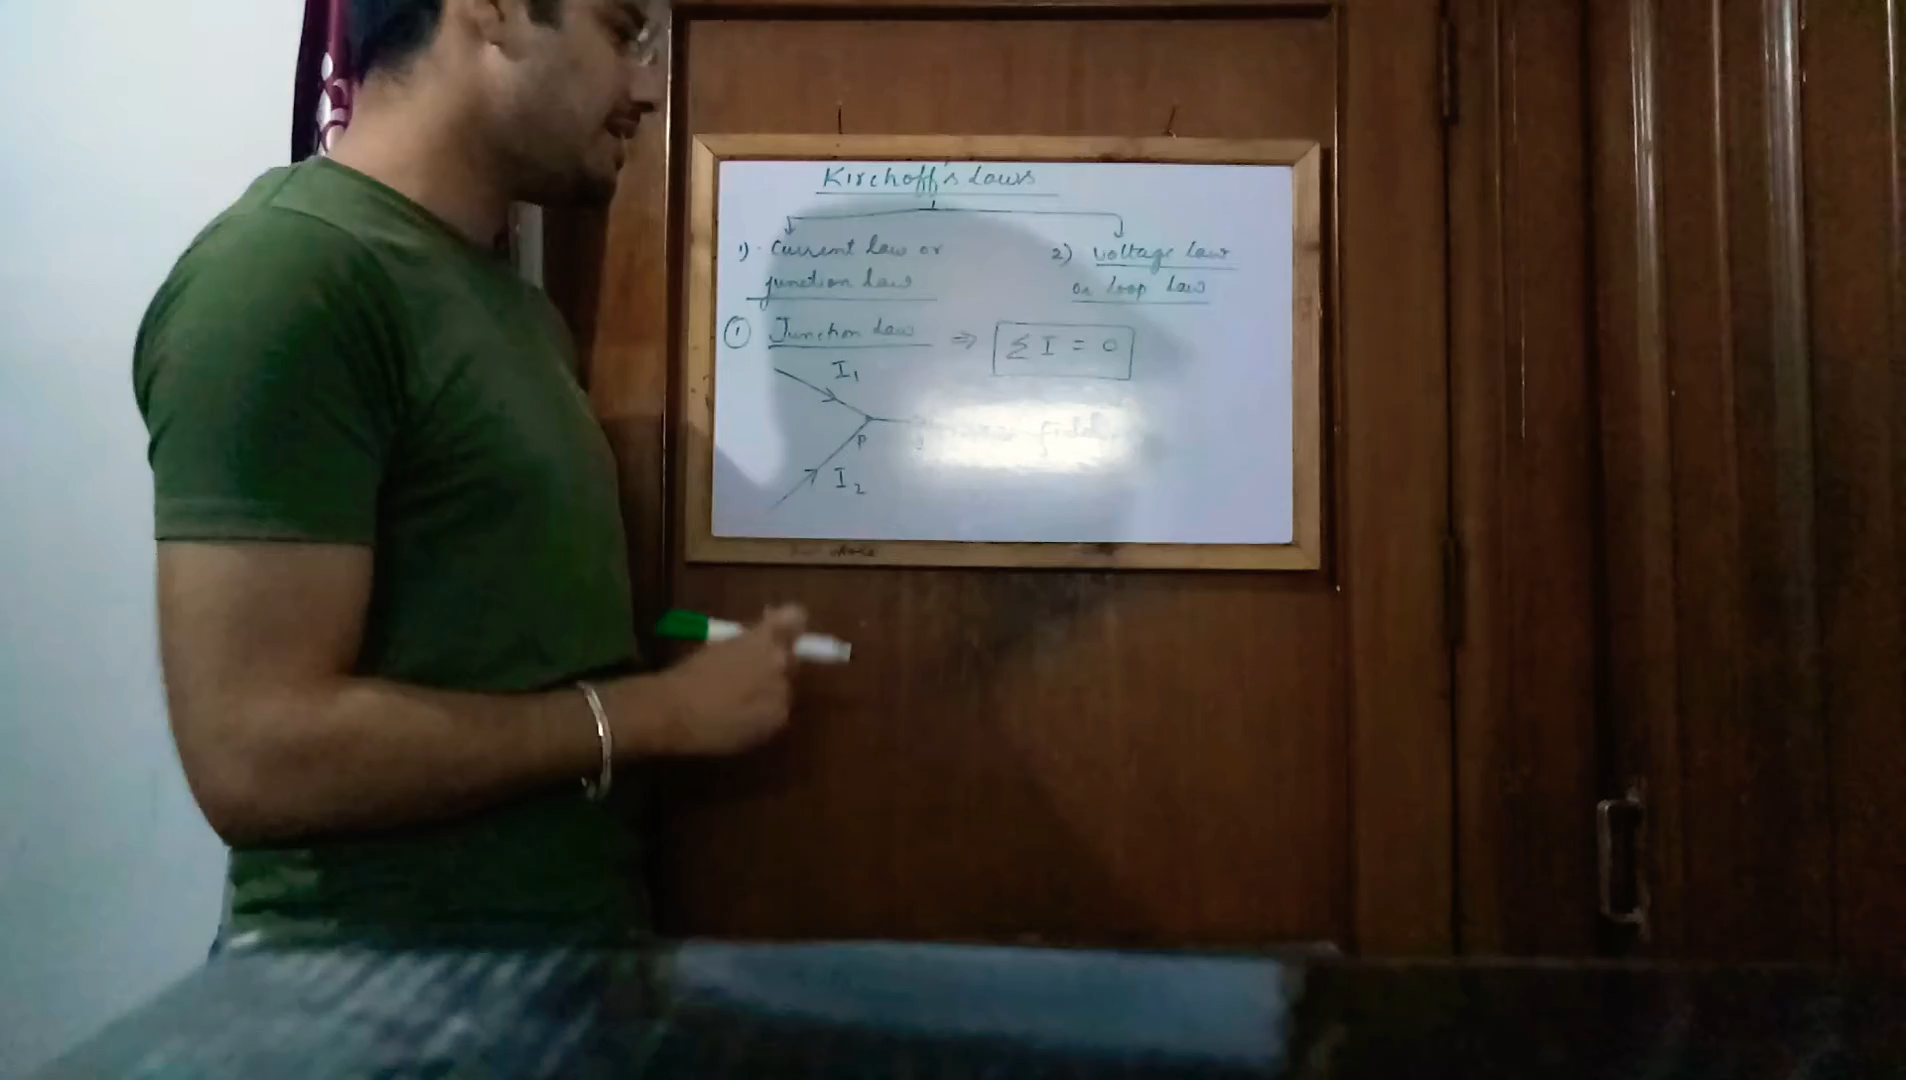 Kirchoff's Laws
1) Current law or
junction law
2) Voltage law
or loop law
① Junction Law ⇒ Σ I = 0
I₁
P
I₂